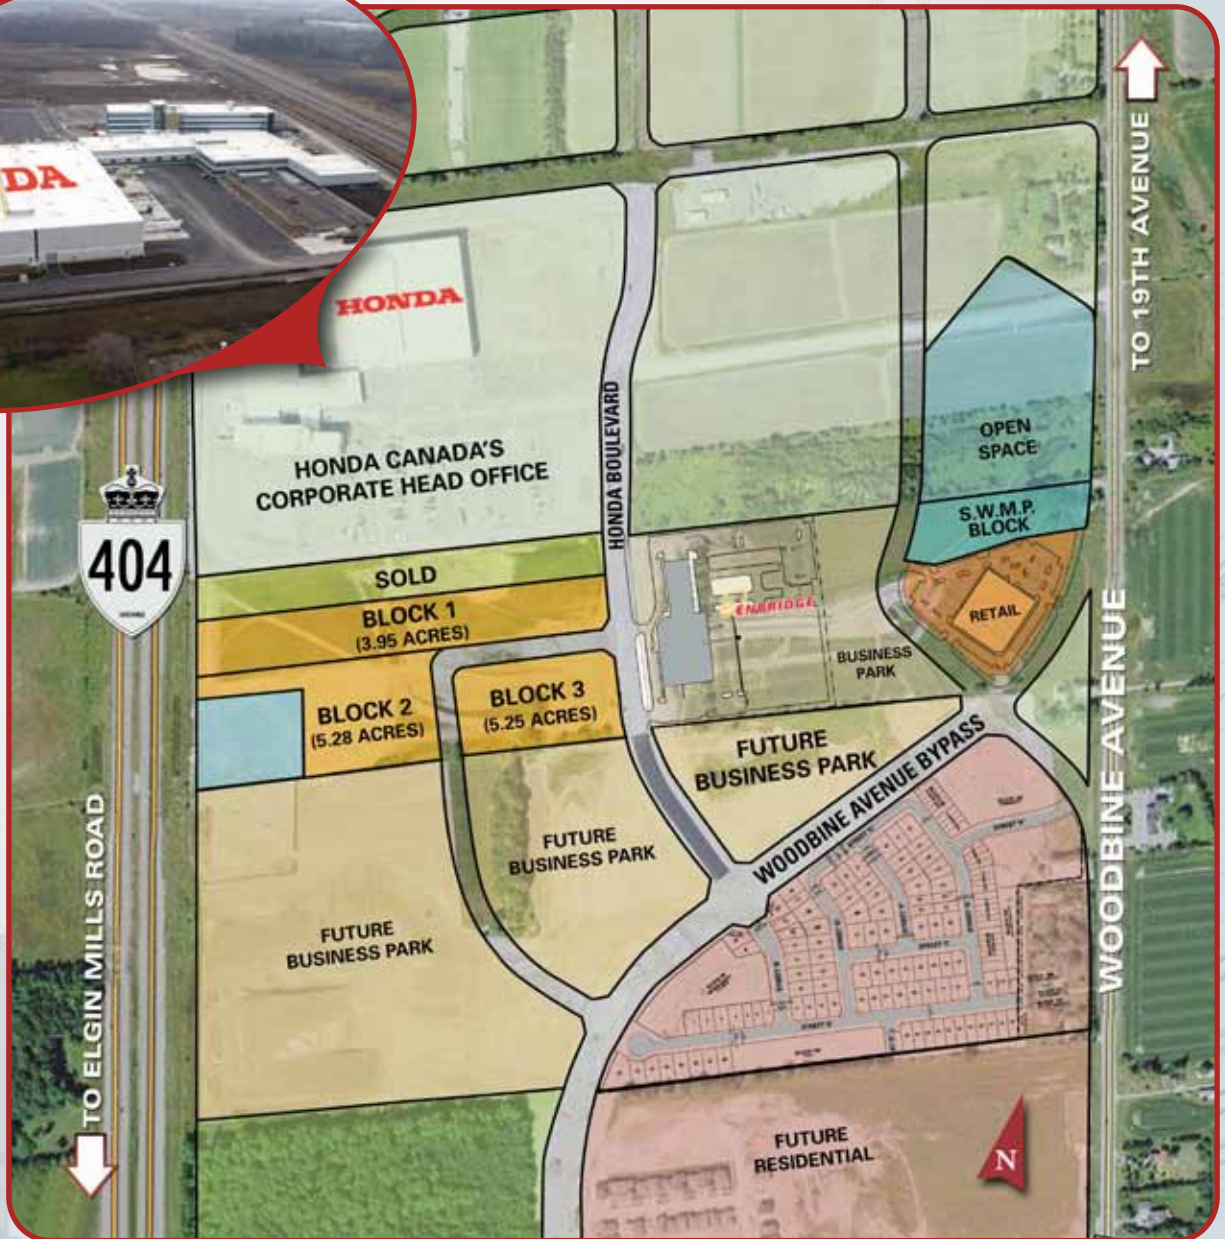 DA
TO 19TH AVENUE
HONDA
HONDA CANADA'S
CORPORATE HEAD OFFICE
HONDA BOULEVARD
OPEN
SPACE
S.W.M.P.
BLOCK
404
SOLD
BLOCK 1
(3.95 ACRES)
ENBRIDGE
RETAIL
BUSINESS
PARK
BLOCK 2
(5.28 ACRES)
BLOCK 3
(5.25 ACRES)
FUTURE
BUSINESS PARK
WOODBINE AVENUE BYPASS
WOODBINE AVENUE
FUTURE
BUSINESS PARK
FUTURE
BUSINESS PARK
TO ELGIN MILLS ROAD
FUTURE
RESIDENTIAL
N